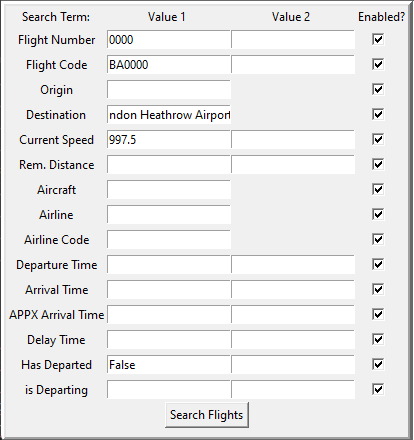 Search Term: Value 1 Value 2 Enabled?
Flight Number 0000
Flight Code BA0000
Origin
Destination ndon Heathrow Airport
Current Speed 997.5
Rem. Distance
Aircraft
Airline
Airline Code
Departure Time
Arrival Time
APPX Arrival Time
Delay Time
Has Departed False
is Departing
Search Flights